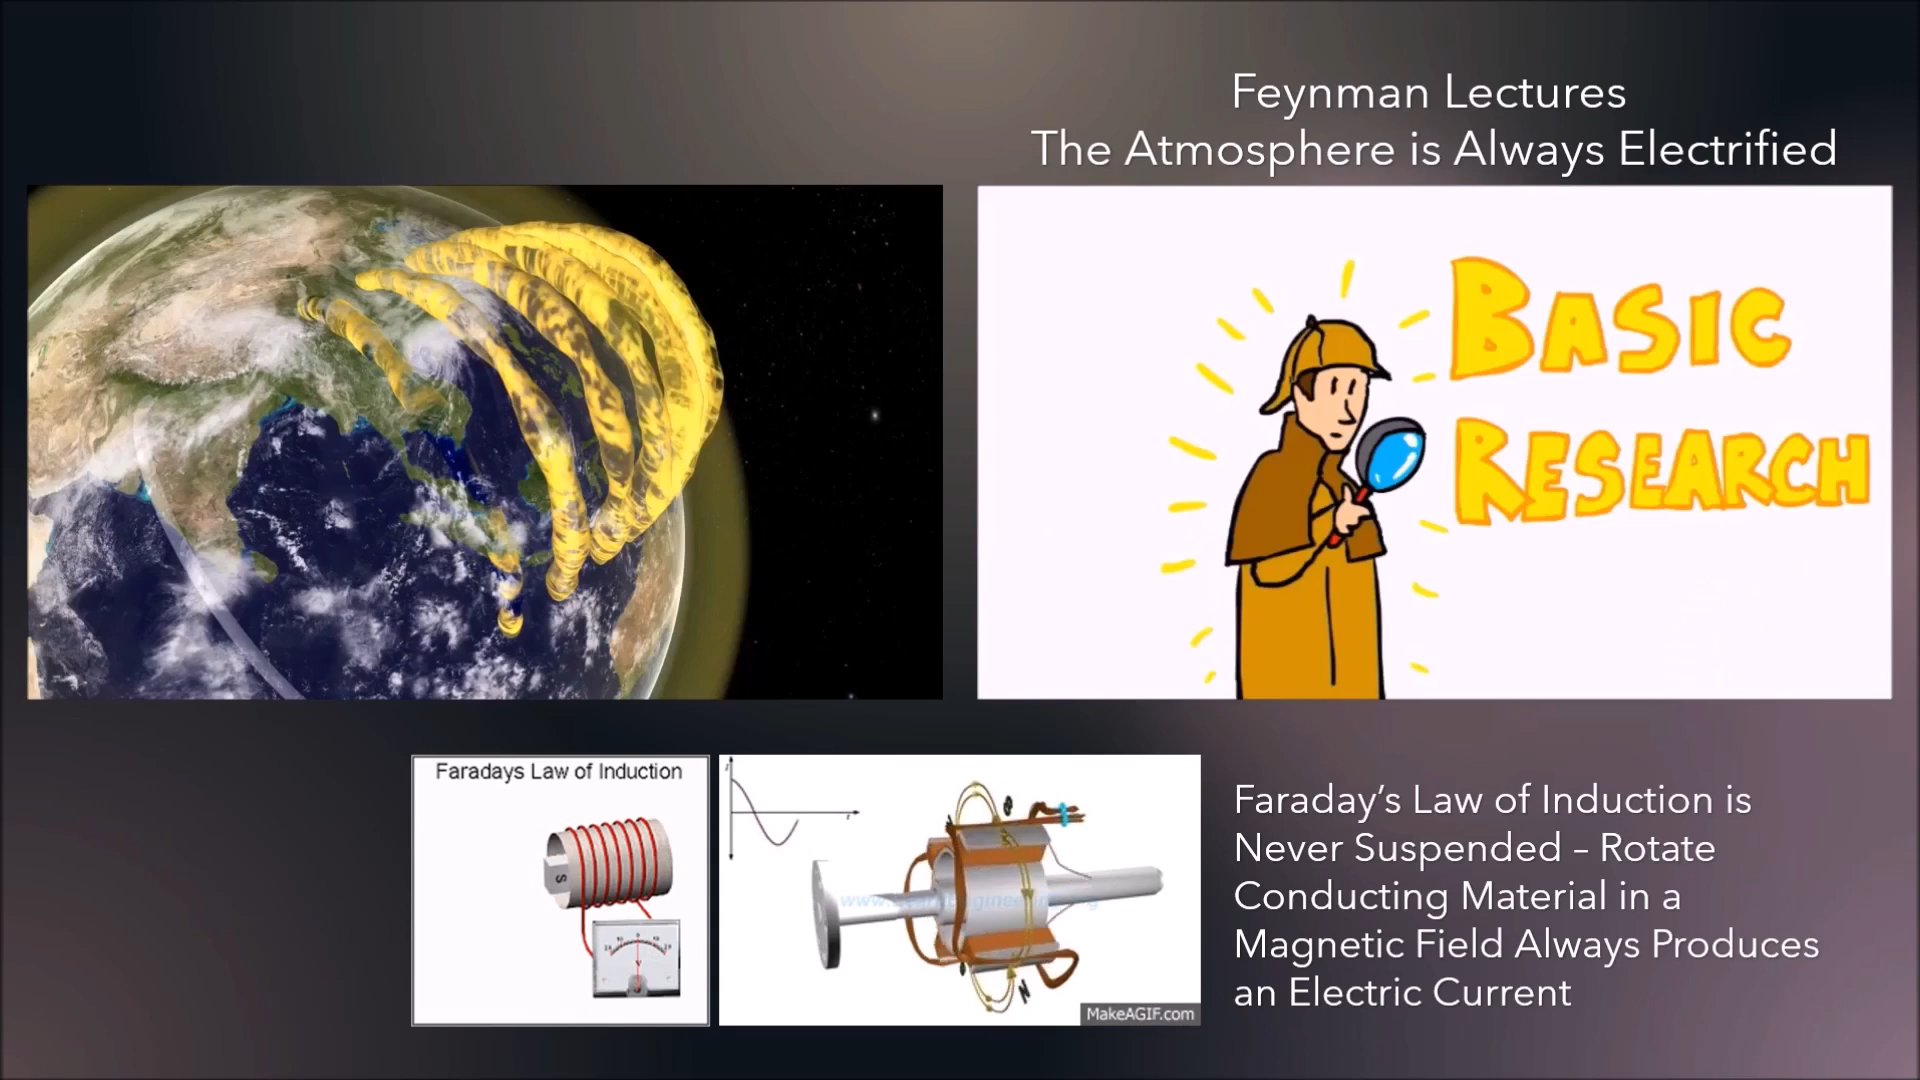 Feynman Lectures
The Atmosphere is Always Electrified
BASIC
RESEARCH
Faradays Law of Induction
S
N
MakeAGIF.com
Faraday's Law of Induction is
Never Suspended – Rotate
Conducting Material in a
Magnetic Field Always Produces
an Electric Current